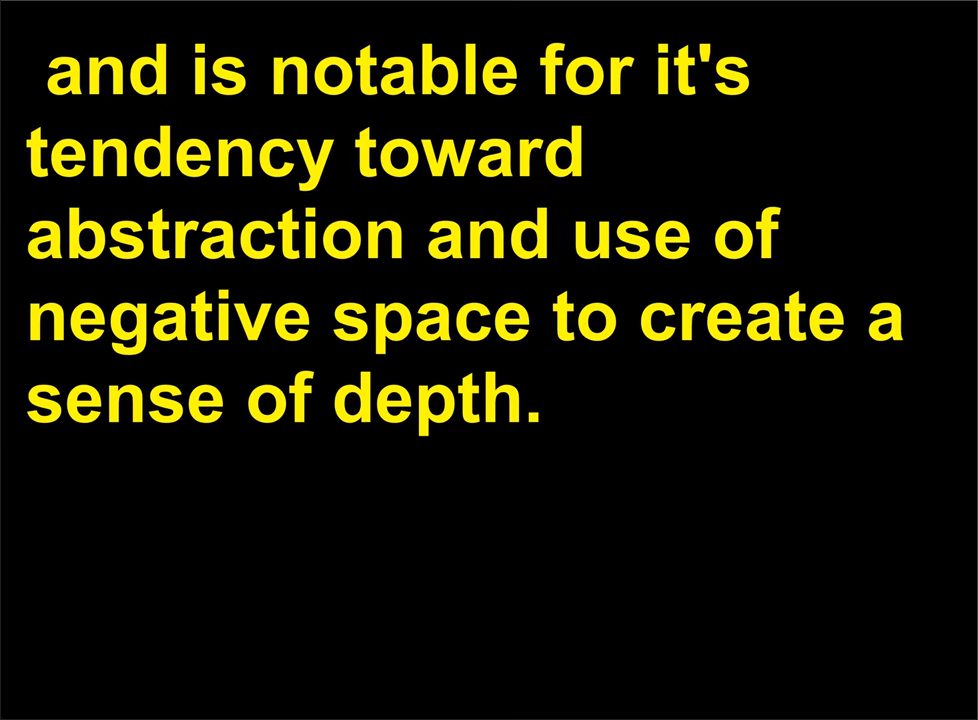 and is notable for it's
tendency toward
abstraction and use of
negative space to create a
sense of depth.